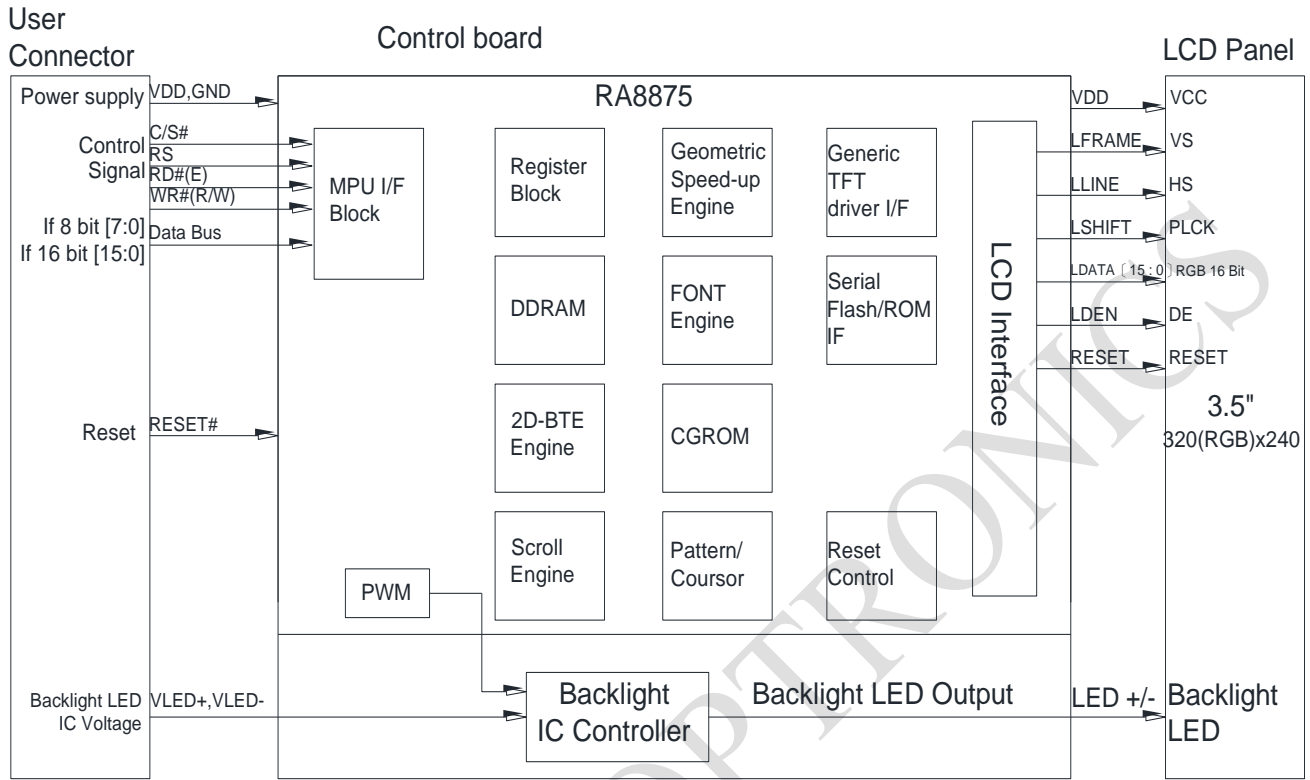 User
Connector
Control board
LCD Panel
Power supply
VDD,GND
Control
Signal
C/S#
RS
RD#(E)
WR#(R/W)
If 8 bit [7:0]
If 16 bit [15:0]
Data Bus
Reset
RESET#
Backlight LED
IC Voltage
VLED+,VLED-
RA8875
MPU I/F
Block
Register
Block
Geometric
Speed-up
Engine
Generic
TFT
driver I/F
DDRAM
FONT
Engine
Serial
Flash/ROM
IF
2D-BTE
Engine
CGROM
Scroll
Engine
Pattern/
Coursor
Reset
Control
PWM
LCD Interface
Backlight
IC Controller
Backlight LED Output
VDD
VCC
LFRAME
VS
LLINE
HS
LSHIFT
PLCK
LDATA〔15:0〕RGB 16 Bit
LDEN
DE
RESET
RESET
3.5"
320(RGB)x240
LED +/-
Backlight
LED
OPTRONICS